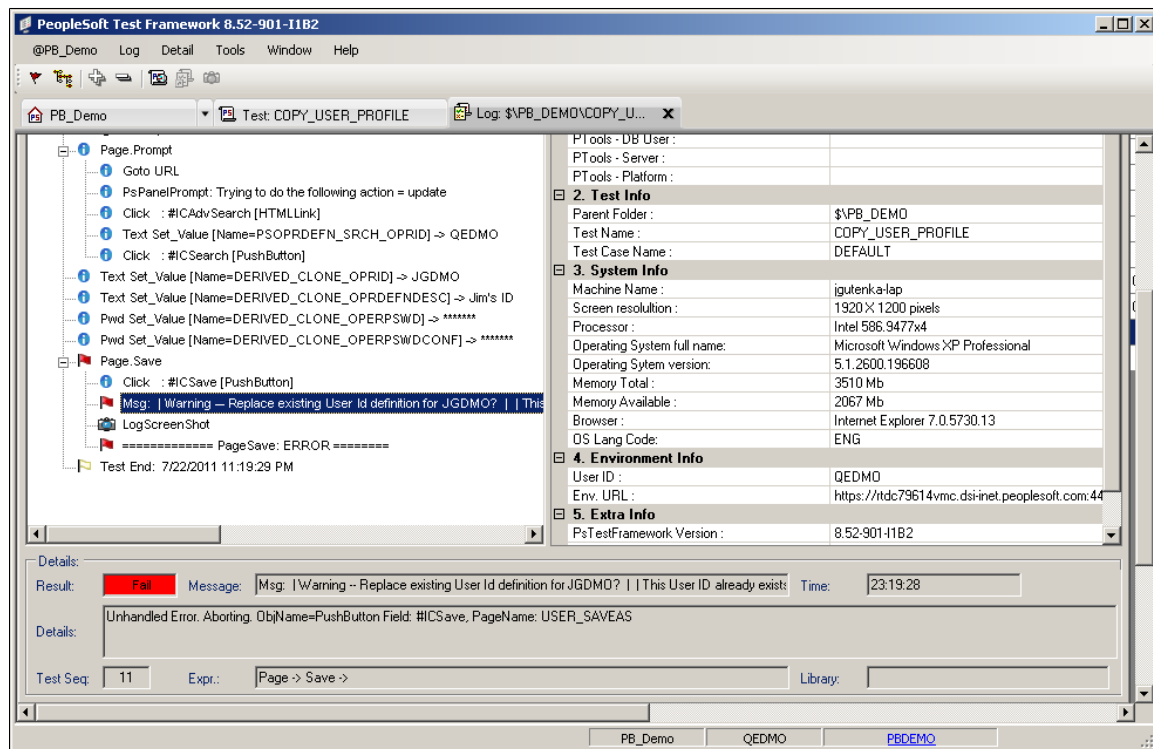 PeopleSoft Test Framework 8.52-901-I1B2
@PB_Demo Log Detail Tools Window Help
PB_Demo
Test: COPY_USER_PROFILE
Log: $\PB_DEMO\COPY_U...
Page.Prompt
Goto URL
PsPanelPrompt: Trying to do the following action = update
Click : #ICAdvSearch [HTMLLink]
Text Set_Value [Name=PSOPRDEFN_SRCH_OPRID] -> QEDMO
Click : #ICSearch [PushButton]
Text Set_Value [Name=DERIVED_CLONE_OPRID] -> JGDMO
Text Set_Value [Name=DERIVED_CLONE_OPRDEFNDESC] -> Jim's ID
Pwd Set_Value [Name=DERIVED_CLONE_OPERPSWD] -> *******
Pwd Set_Value [Name=DERIVED_CLONE_OPERPSWDCONF] -> *******
Page.Save
Click : #ICSave [PushButton]
Msg: | Warning -- Replace existing User Id definition for JGDMO? | | This
LogScreenShot
============= PageSave: ERROR ========
Test End: 7/22/2011 11:19:29 PM
PTools - DB User :
PTools - Server :
PTools - Platform :
2. Test Info
Parent Folder : $\PB_DEMO
Test Name : COPY_USER_PROFILE
Test Case Name : DEFAULT
3. System Info
Machine Name : jgutenka-lap
Screen resolultion : 1920 X 1200 pixels
Processor : Intel 586.9477x4
Operating System full name: Microsoft Windows XP Professional
Operating Sytem version: 5.1.2600.196608
Memory Total : 3510 Mb
Memory Available : 2067 Mb
Browser : Internet Explorer 7.0.5730.13
OS Lang Code: ENG
4. Environment Info
User ID : QEDMO
Env. URL : https://rtdc79614vmc.dsi-inet.peoplesoft.com:44
5. Extra Info
PsTestFramework Version : 8.52-901-I1B2
Details:
Result: Fail Message: Msg: | Warning -- Replace existing User Id definition for JGDMO? | | This User ID already exists Time: 23:19:28
Details: Unhandled Error. Aborting. ObjName=PushButton Field: #ICSave, PageName: USER_SAVEAS
Test Seq: 11 Expr.: Page -> Save -> Library:
PB_Demo QEDMO PBDEMO